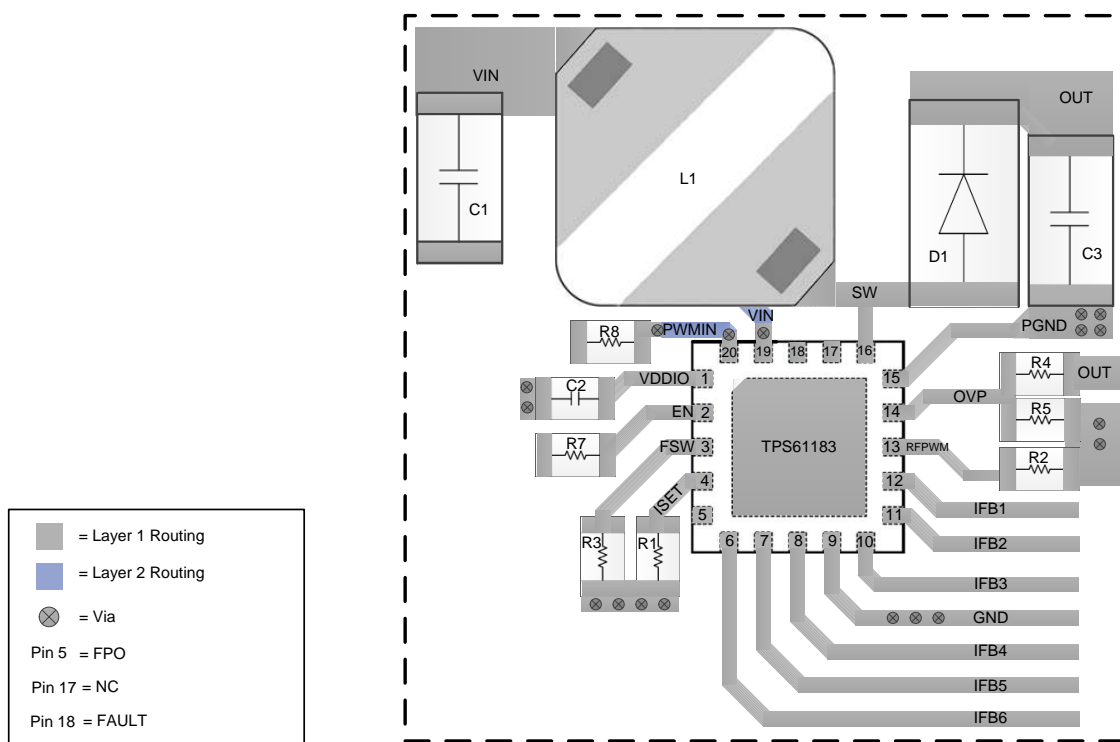 VIN
OUT
C1
L1
D1
C3
SW
VIN
PWMIN
R8
PGND
20
19
18
17
16
VDDIO
1
15
R4
OUT
C2
EN
2
14
OVP
R5
R7
FSW
3
TPS61183
13
RFPWM
R2
ISET
4
12
IFB1
5
11
IFB2
R3
R1
6
7
8
9
10
IFB3
GND
IFB4
IFB5
IFB6
= Layer 1 Routing
= Layer 2 Routing
= Via
Pin 5 = FPO
Pin 17 = NC
Pin 18 = FAULT